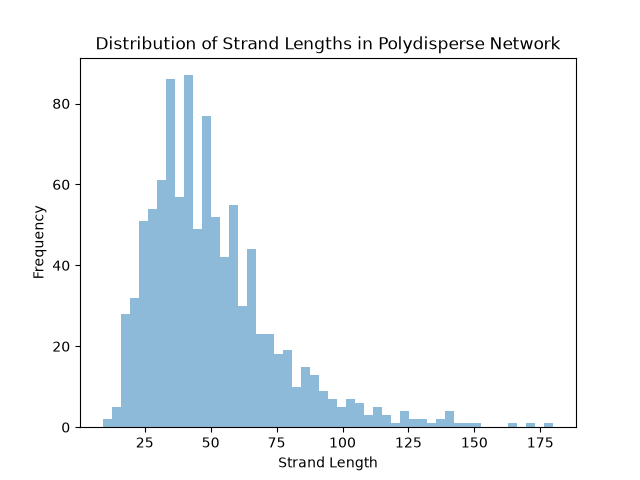 Distribution of Strand Lengths in Polydisperse Network
80
60
40
20
0
Frequency
25 50 75 100 125 150 175
Strand Length